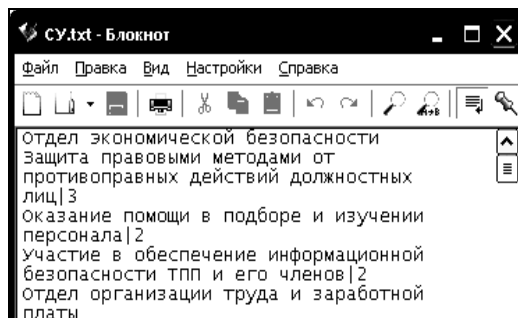 СУ.txt - Блокнот
Файл Правка Вид Настройки Справка
Отдел экономической безопасности
Защита правовыми методами от
противоправных действий должностных
лиц|3
Оказание помощи в подборе и изучении
персонала|2
Участие в обеспечение информационной
безопасности ТПП и его членов|2
Отдел организации труда и заработной
платы